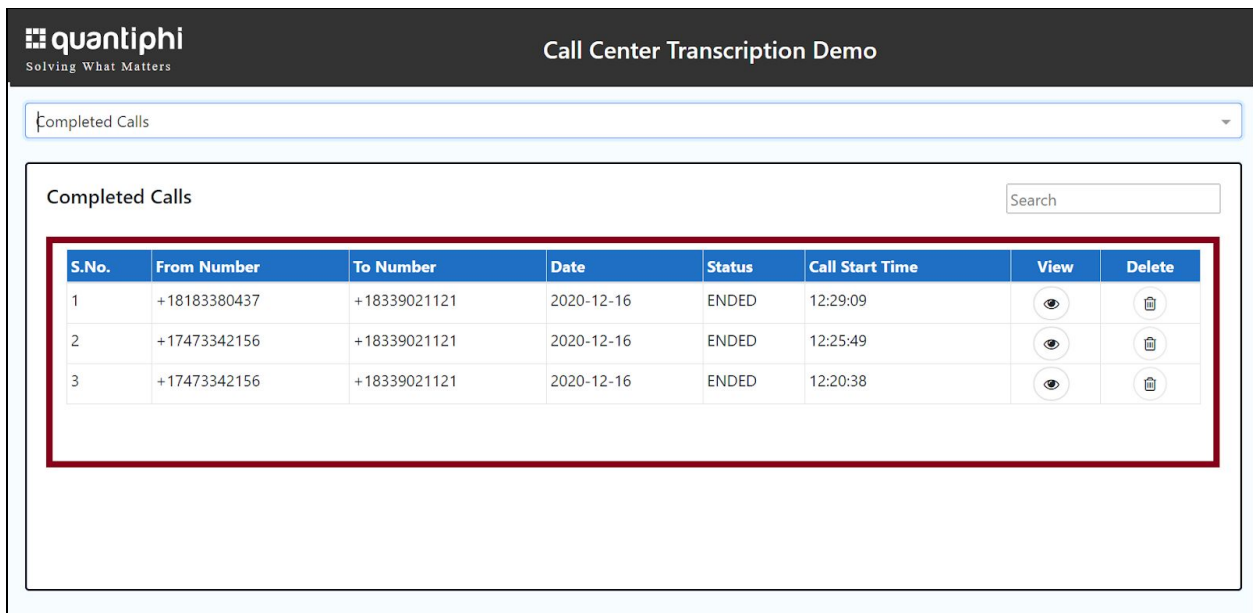 quantiphi
Solving What Matters
Call Center Transcription Demo
Completed Calls
Completed Calls
Search
S.No. From Number To Number Date Status Call Start Time View Delete
1 +18183380437 +18339021121 2020-12-16 ENDED 12:29:09
2 +17473342156 +18339021121 2020-12-16 ENDED 12:25:49
3 +17473342156 +18339021121 2020-12-16 ENDED 12:20:38